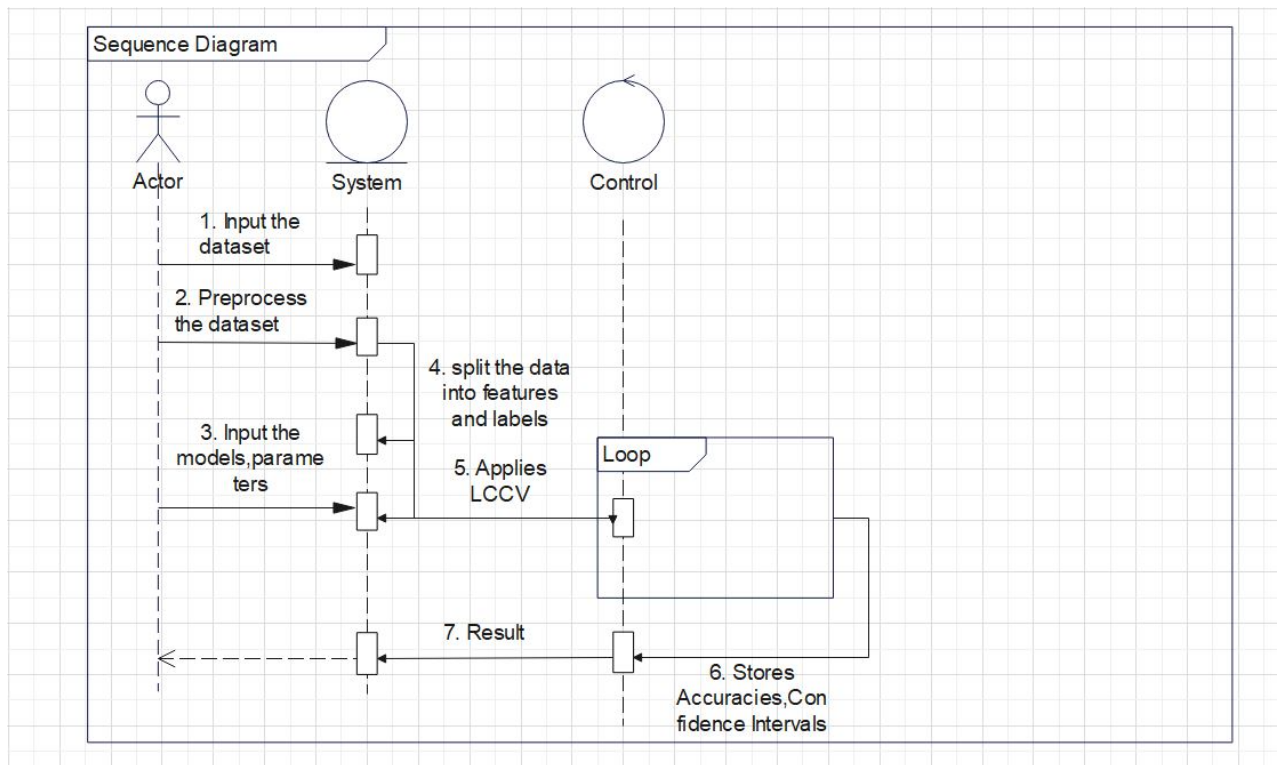 Sequence Diagram
Actor
System
Control
1. Input the
dataset
2. Preprocess
the dataset
4. split the data
into features
and labels
3. Input the
models,parame
ters
Loop
5. Applies
LCCV
7. Result
6. Stores
Accuracies,Con
fidence Intervals